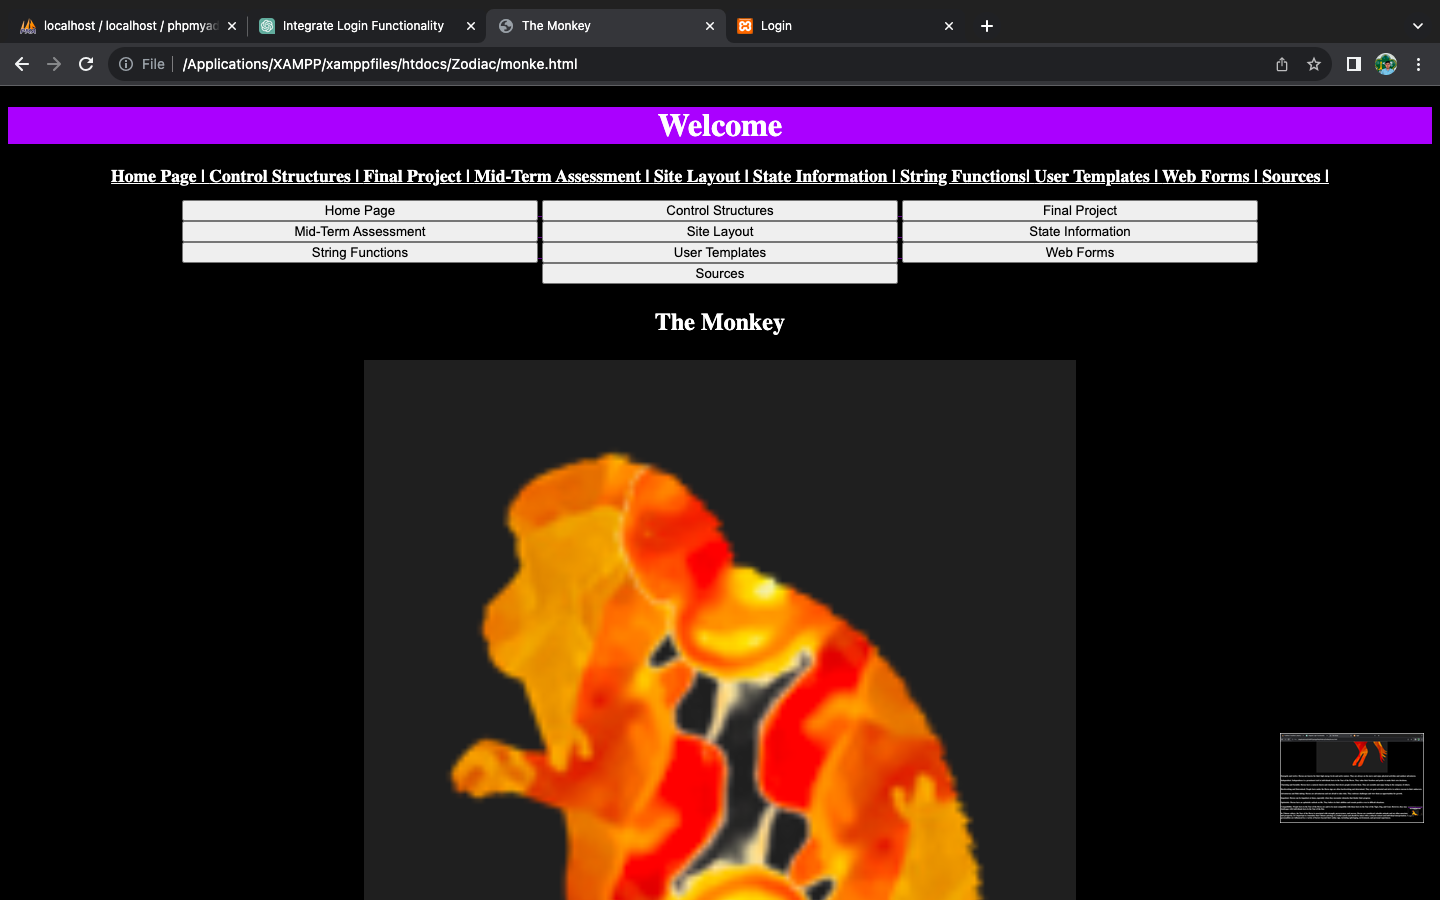 localhost / localhost / phpmyad
Integrate Login Functionality
The Monkey
Login
File
/Applications/XAMPP/xamppfiles/htdocs/Zodiac/monke.html
Welcome
Home Page | Control Structures | Final Project | Mid-Term Assessment | Site Layout | State Information | String Functions| User Templates | Web Forms | Sources |
Home Page Control Structures Final Project
Mid-Term Assessment Site Layout State Information
String Functions User Templates Web Forms
Sources
The Monkey